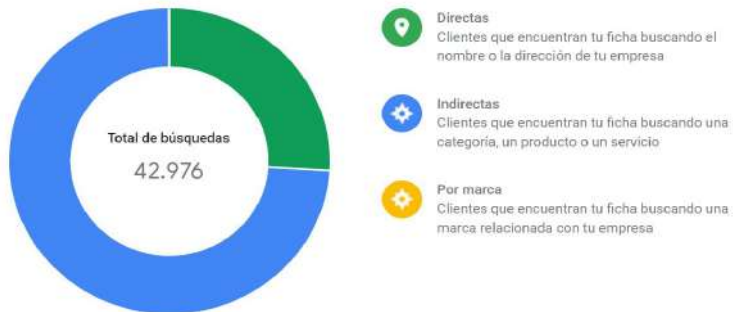 Total de búsquedas
42.976
Directas
Clientes que encuentran tu ficha buscando el
nombre o la dirección de tu empresa
Indirectas
Clientes que encuentran tu ficha buscando una
categoría, un producto o un servicio
Por marca
Clientes que encuentran tu ficha buscando una
marca relacionada con tu empresa